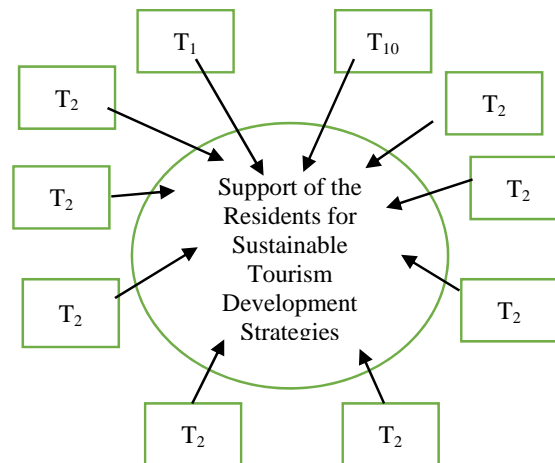 T₁
T₁₀
T₂
T₂
T₂
T₂
Support of the
Residents for
Sustainable
Tourism
Development
Strategies
T₂
T₂
T₂
T₂